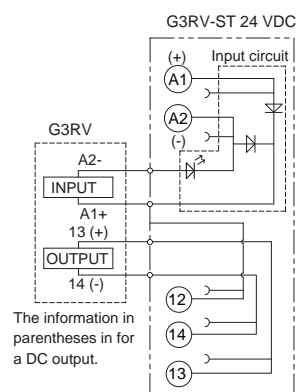 G3RV-ST 24 VDC
(+)
Input circuit
A1
A2
(-)
G3RV
A2-
INPUT
A1+
13 (+)
OUTPUT
14 (-)
12
14
13
The information in
parentheses in for
a DC output.